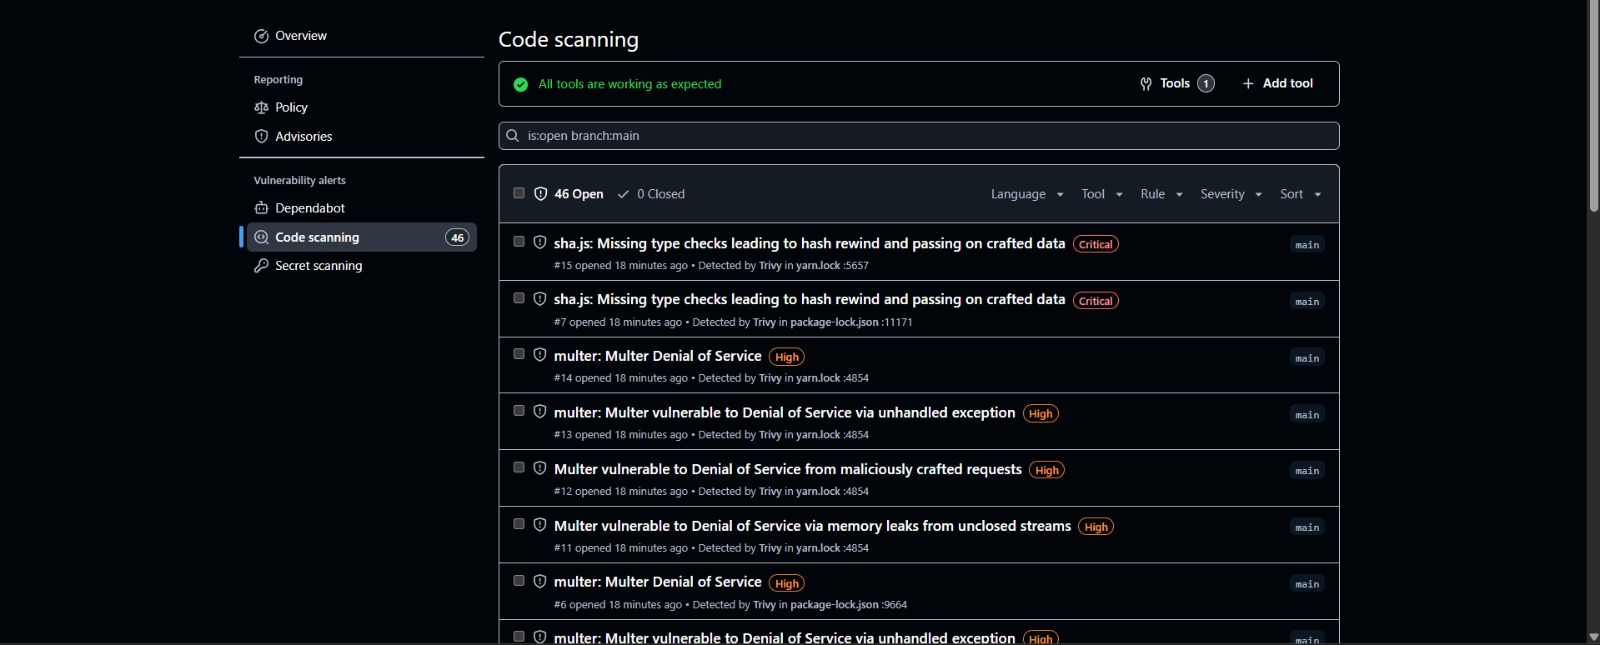 Overview
Reporting
Policy
Advisories
Vulnerability alerts
Dependabot
Code scanning 46
Secret scanning
Code scanning
All tools are working as expected
Tools 1
Add tool
is:open branch:main
46 Open 0 Closed Language Tool Rule Severity Sort
sha.js: Missing type checks leading to hash rewind and passing on crafted data Critical main
#15 opened 18 minutes ago • Detected by Trivy in yarn.lock :5657
sha.js: Missing type checks leading to hash rewind and passing on crafted data Critical main
#7 opened 18 minutes ago • Detected by Trivy in package-lock.json :11171
multer: Multer Denial of Service High main
#14 opened 18 minutes ago • Detected by Trivy in yarn.lock :4854
multer: Multer vulnerable to Denial of Service via unhandled exception High main
#13 opened 18 minutes ago • Detected by Trivy in yarn.lock :4854
Multer vulnerable to Denial of Service from maliciously crafted requests High main
#12 opened 18 minutes ago • Detected by Trivy in yarn.lock :4854
Multer vulnerable to Denial of Service via memory leaks from unclosed streams High main
#11 opened 18 minutes ago • Detected by Trivy in yarn.lock :4854
multer: Multer Denial of Service High main
#6 opened 18 minutes ago • Detected by Trivy in package-lock.json :9664
multer: Multer vulnerable to Denial of Service via unhandled exception High main